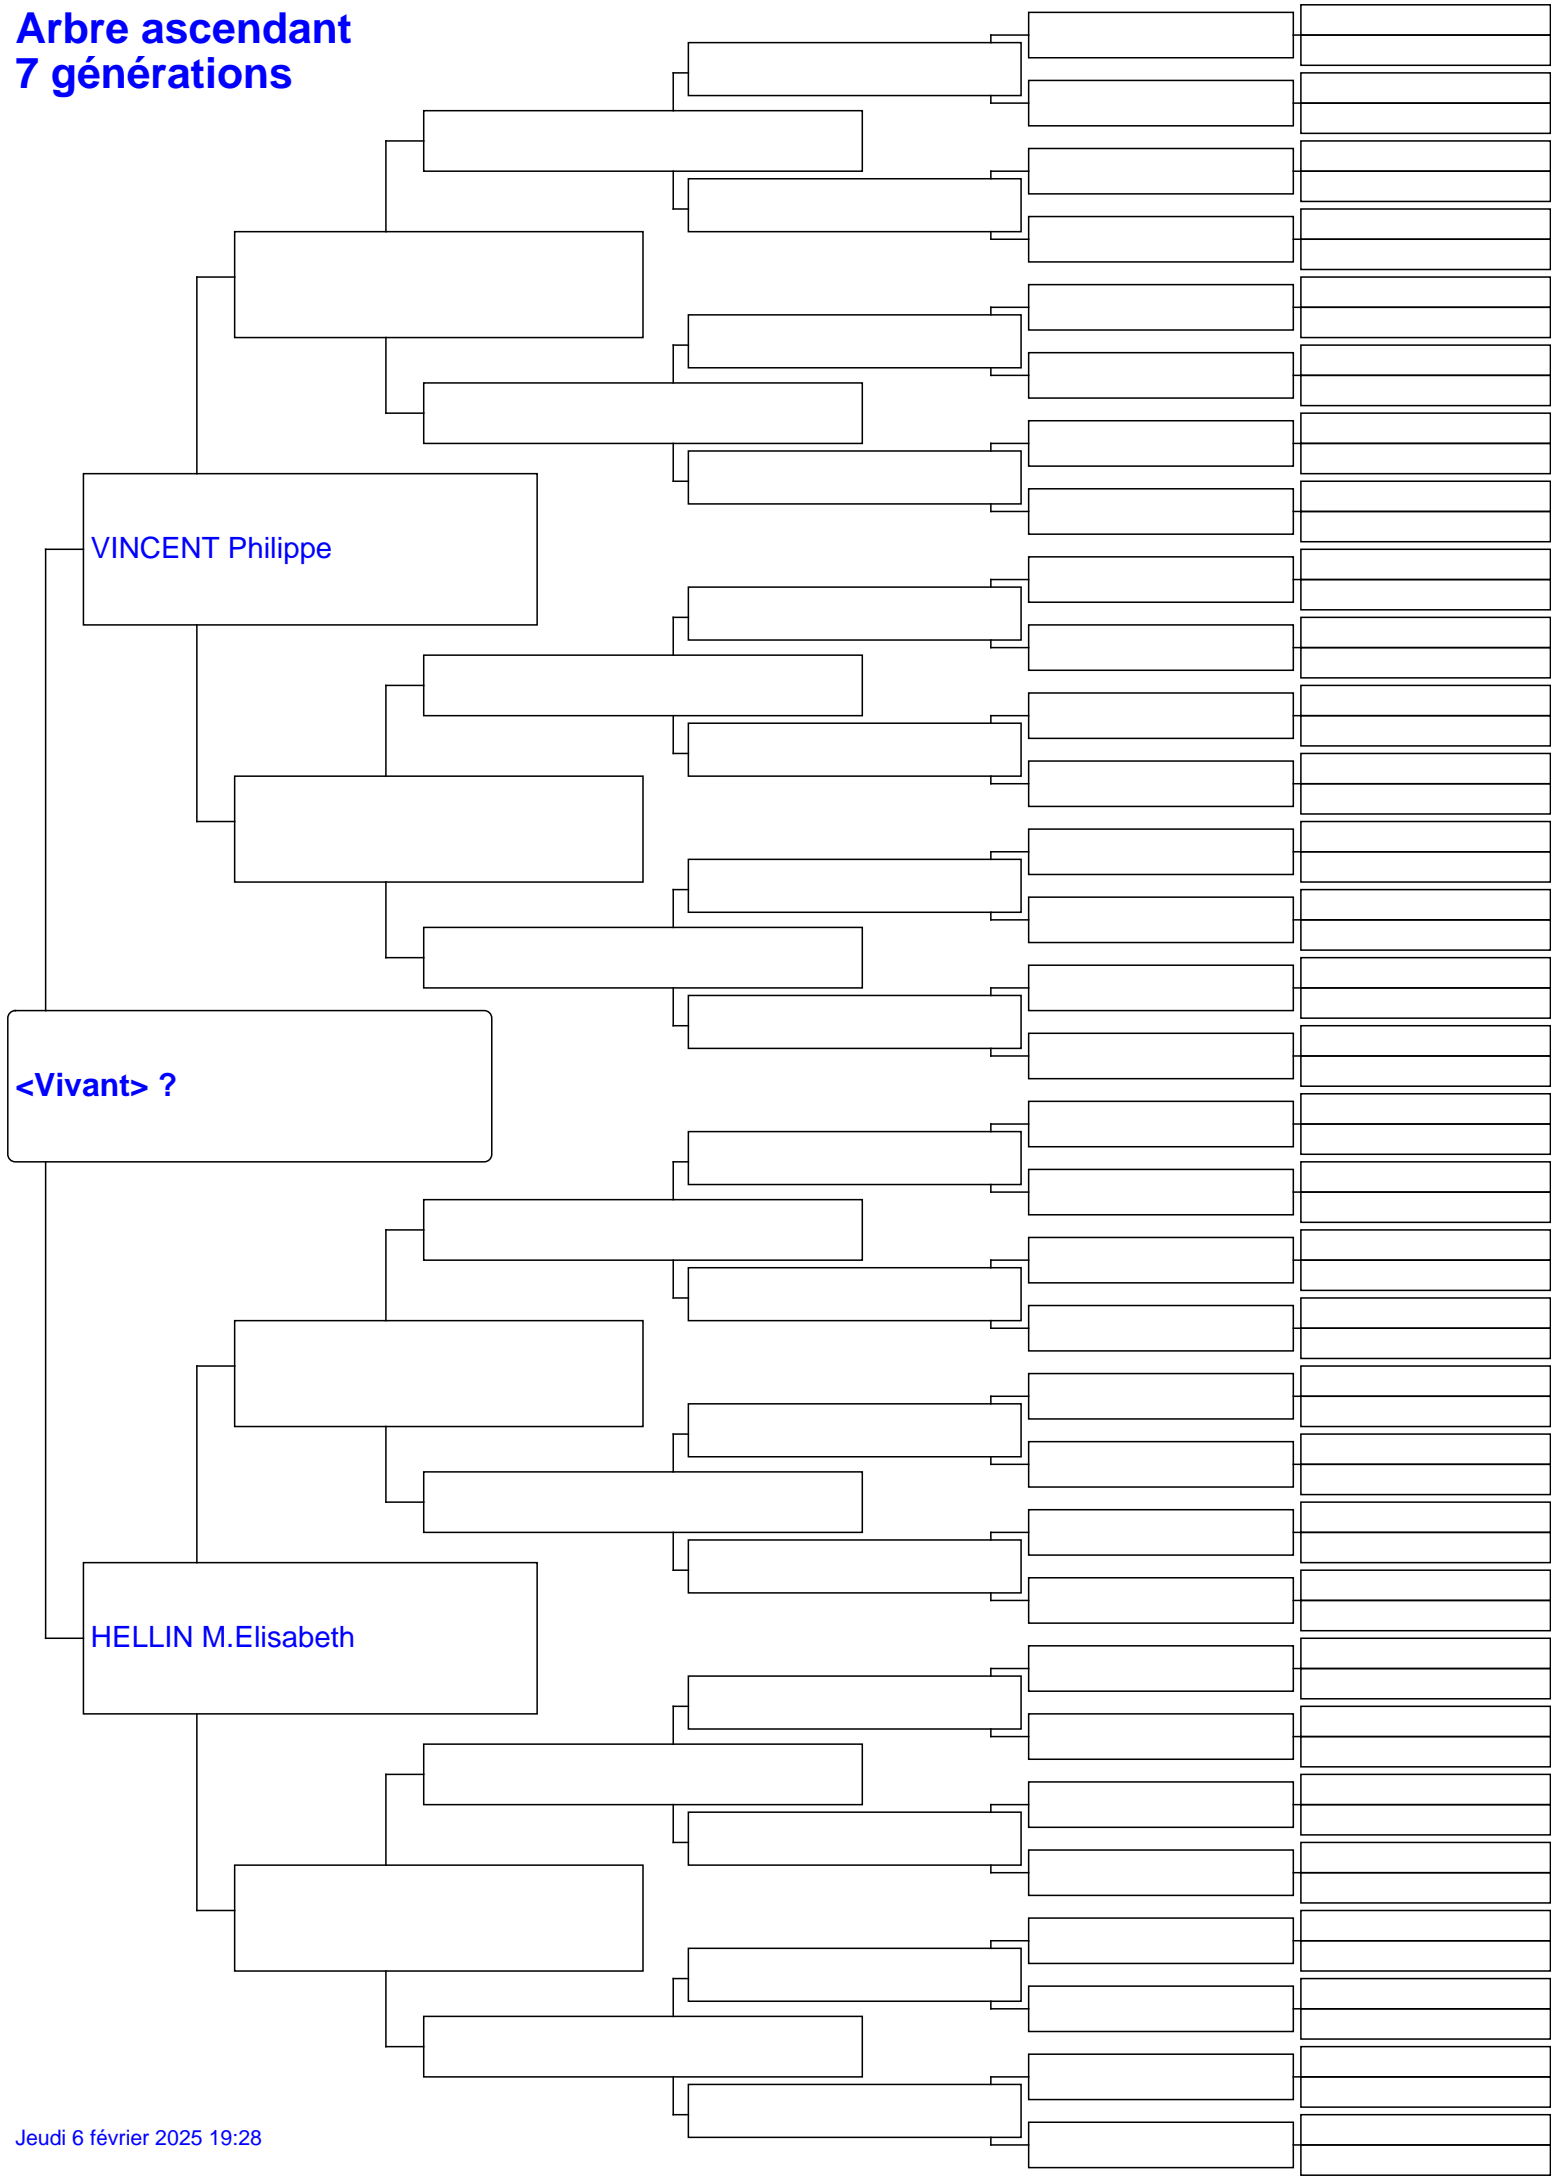 Arbre ascendant
7 générations
VINCENT Philippe
<Vivant> ?
HELLIN M.Elisabeth
Jeudi 6 février 2025 19:28